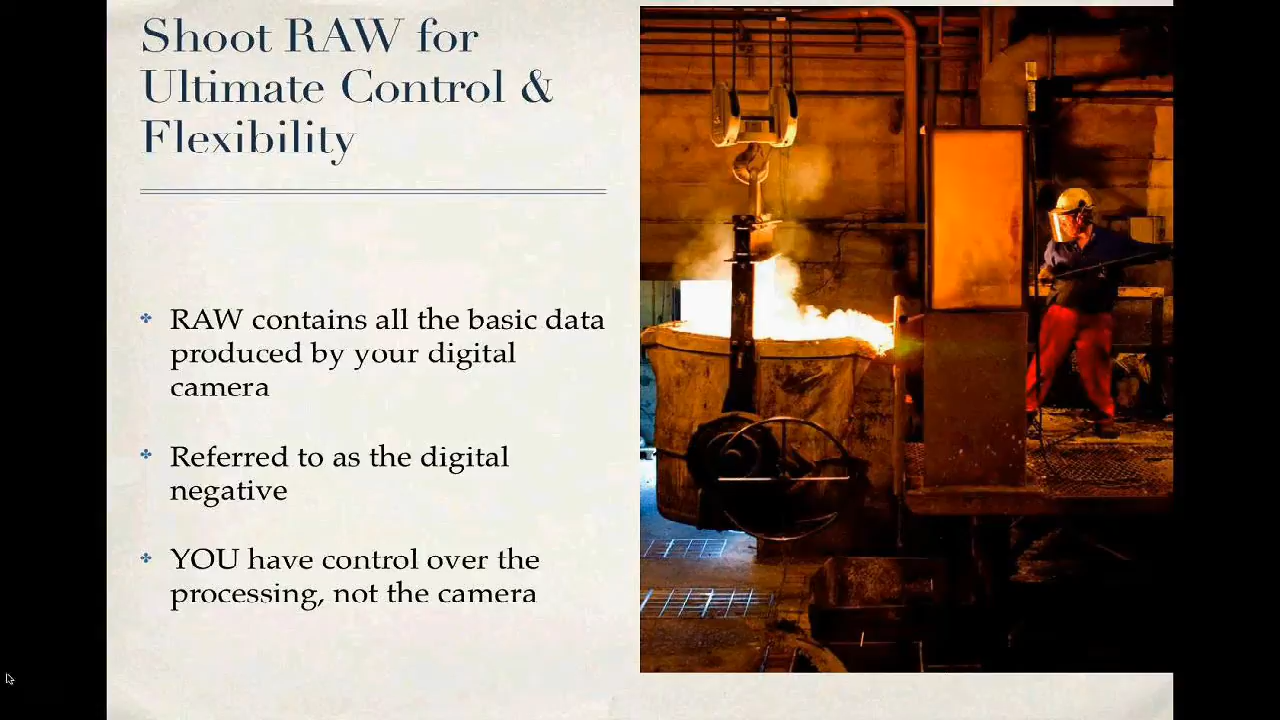 Shoot RAW for
Ultimate Control &
Flexibility
RAW contains all the basic data
produced by your digital
camera
Referred to as the digital
negative
YOU have control over the
processing, not the camera